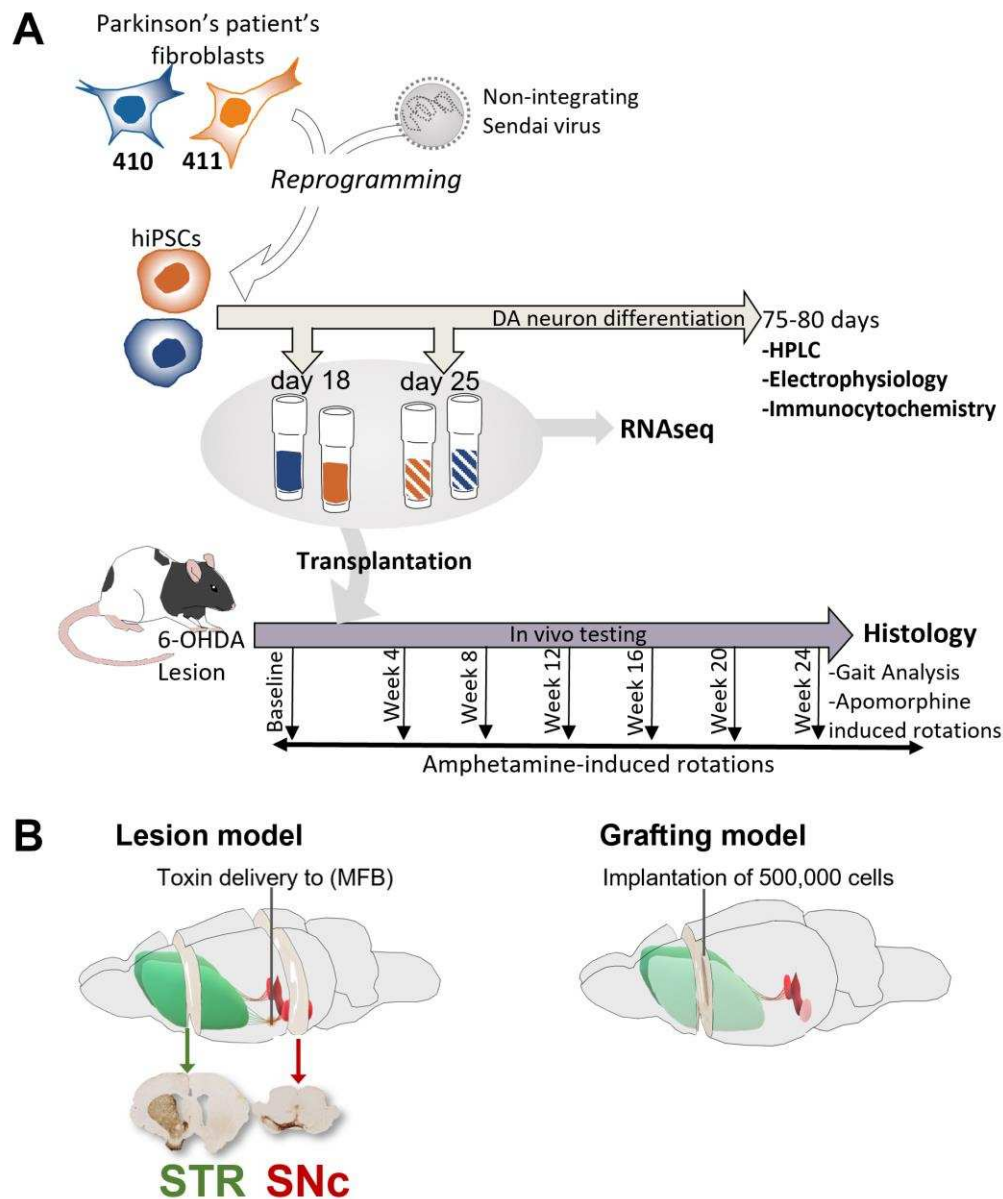 A
Parkinson's patient's
fibroblasts
410
411
Non-integrating
Sendai virus
Reprogramming
hiPSCs
DA neuron differentiation
75-80 days
-HPLC
-Electrophysiology
-Immunocytochemistry
day 18
day 25
RNAseq
Transplantation
6-OHDA
Lesion
In vivo testing
Histology
Baseline
Week 4
Week 8
Week 12
Week 16
Week 20
Week 24
-Gait Analysis
-Apomorphine
induced rotations
Amphetamine-induced rotations
B
Lesion model
Toxin delivery to (MFB)
STR
SNc
Grafting model
Implantation of 500,000 cells